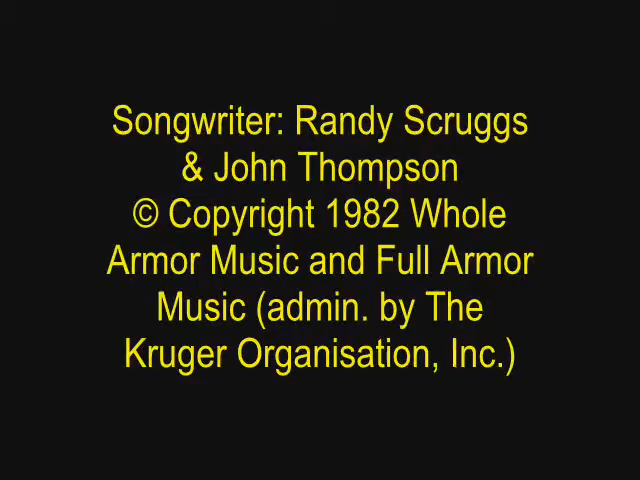 Songwriter: Randy Scruggs
& John Thompson
© Copyright 1982 Whole
Armor Music and Full Armor
Music (admin. by The
Kruger Organisation, Inc.)